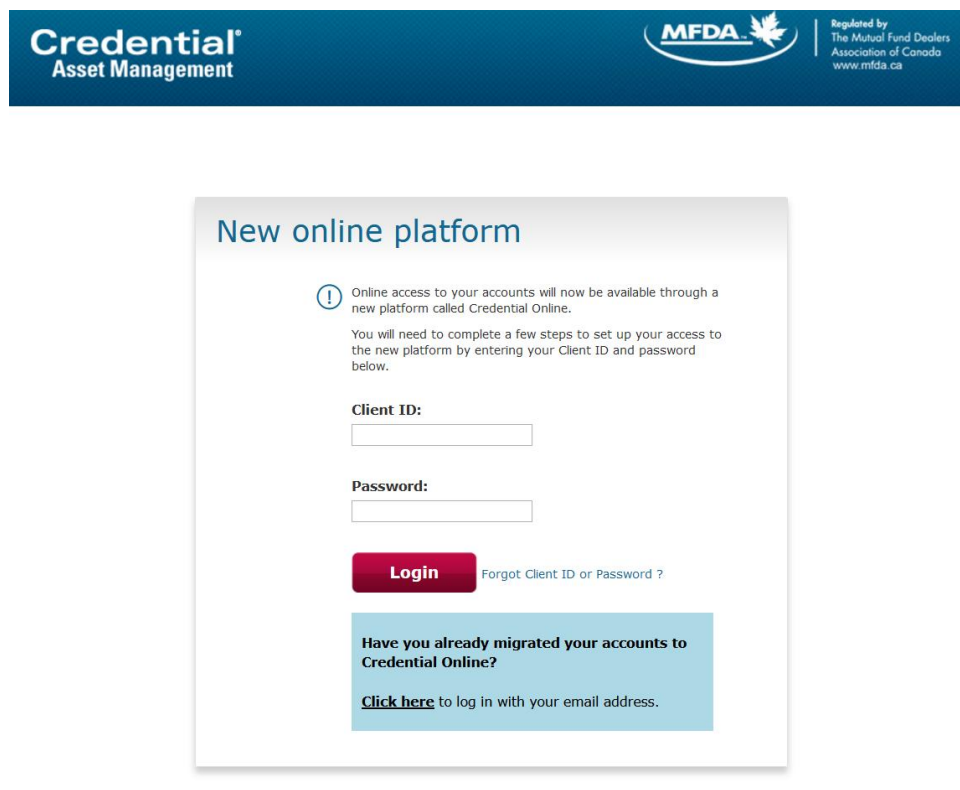 Credential®
Asset Management
MFDA™
Regulated by
The Mutual Fund Dealers
Association of Canada
www.mfda.ca
New online platform
Online access to your accounts will now be available through a
new platform called Credential Online.
You will need to complete a few steps to set up your access to
the new platform by entering your Client ID and password
below.
Client ID:
Password:
Login Forgot Client ID or Password ?
Have you already migrated your accounts to
Credential Online?
Click here to log in with your email address.